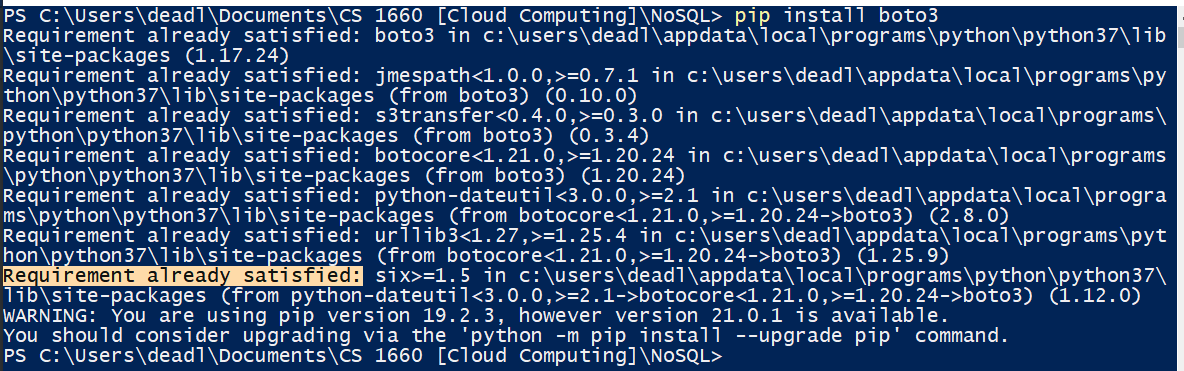 PS C:\Users\deadl\Documents\CS 1660 [Cloud Computing]\NoSQL> pip install boto3
Requirement already satisfied: boto3 in c:\users\deadl\appdata\local\programs\python\python37\lib
\site-packages (1.17.24)
Requirement already satisfied: jmespath<1.0.0,>=0.7.1 in c:\users\deadl\appdata\local\programs\py
thon\python37\lib\site-packages (from boto3) (0.10.0)
Requirement already satisfied: s3transfer<0.4.0,>=0.3.0 in c:\users\deadl\appdata\local\programs\
python\python37\lib\site-packages (from boto3) (0.3.4)
Requirement already satisfied: botocore<1.21.0,>=1.20.24 in c:\users\deadl\appdata\local\programs
\python\python37\lib\site-packages (from boto3) (1.20.24)
Requirement already satisfied: python-dateutil<3.0.0,>=2.1 in c:\users\deadl\appdata\local\progra
ms\python\python37\lib\site-packages (from botocore<1.21.0,>=1.20.24->boto3) (2.8.0)
Requirement already satisfied: urllib3<1.27,>=1.25.4 in c:\users\deadl\appdata\local\programs\pyt
hon\python37\lib\site-packages (from botocore<1.21.0,>=1.20.24->boto3) (1.25.9)
Requirement already satisfied: six>=1.5 in c:\users\deadl\appdata\local\programs\python\python37\
lib\site-packages (from python-dateutil<3.0.0,>=2.1->botocore<1.21.0,>=1.20.24->boto3) (1.12.0)
WARNING: You are using pip version 19.2.3, however version 21.0.1 is available.
You should consider upgrading via the 'python -m pip install --upgrade pip' command.
PS C:\Users\deadl\Documents\CS 1660 [Cloud Computing]\NoSQL>